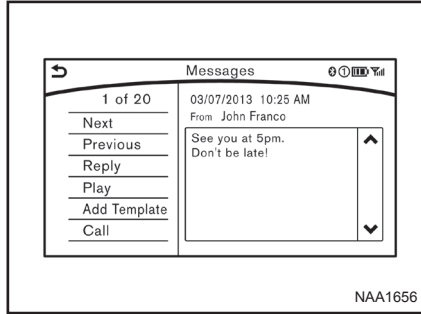 Messages
1
1 of 20
Next
Previous
Reply
Play
Add Template
Call
03/07/2013 10:25 AM
From John Franco
See you at 5pm.
Don't be late!
NAA1656